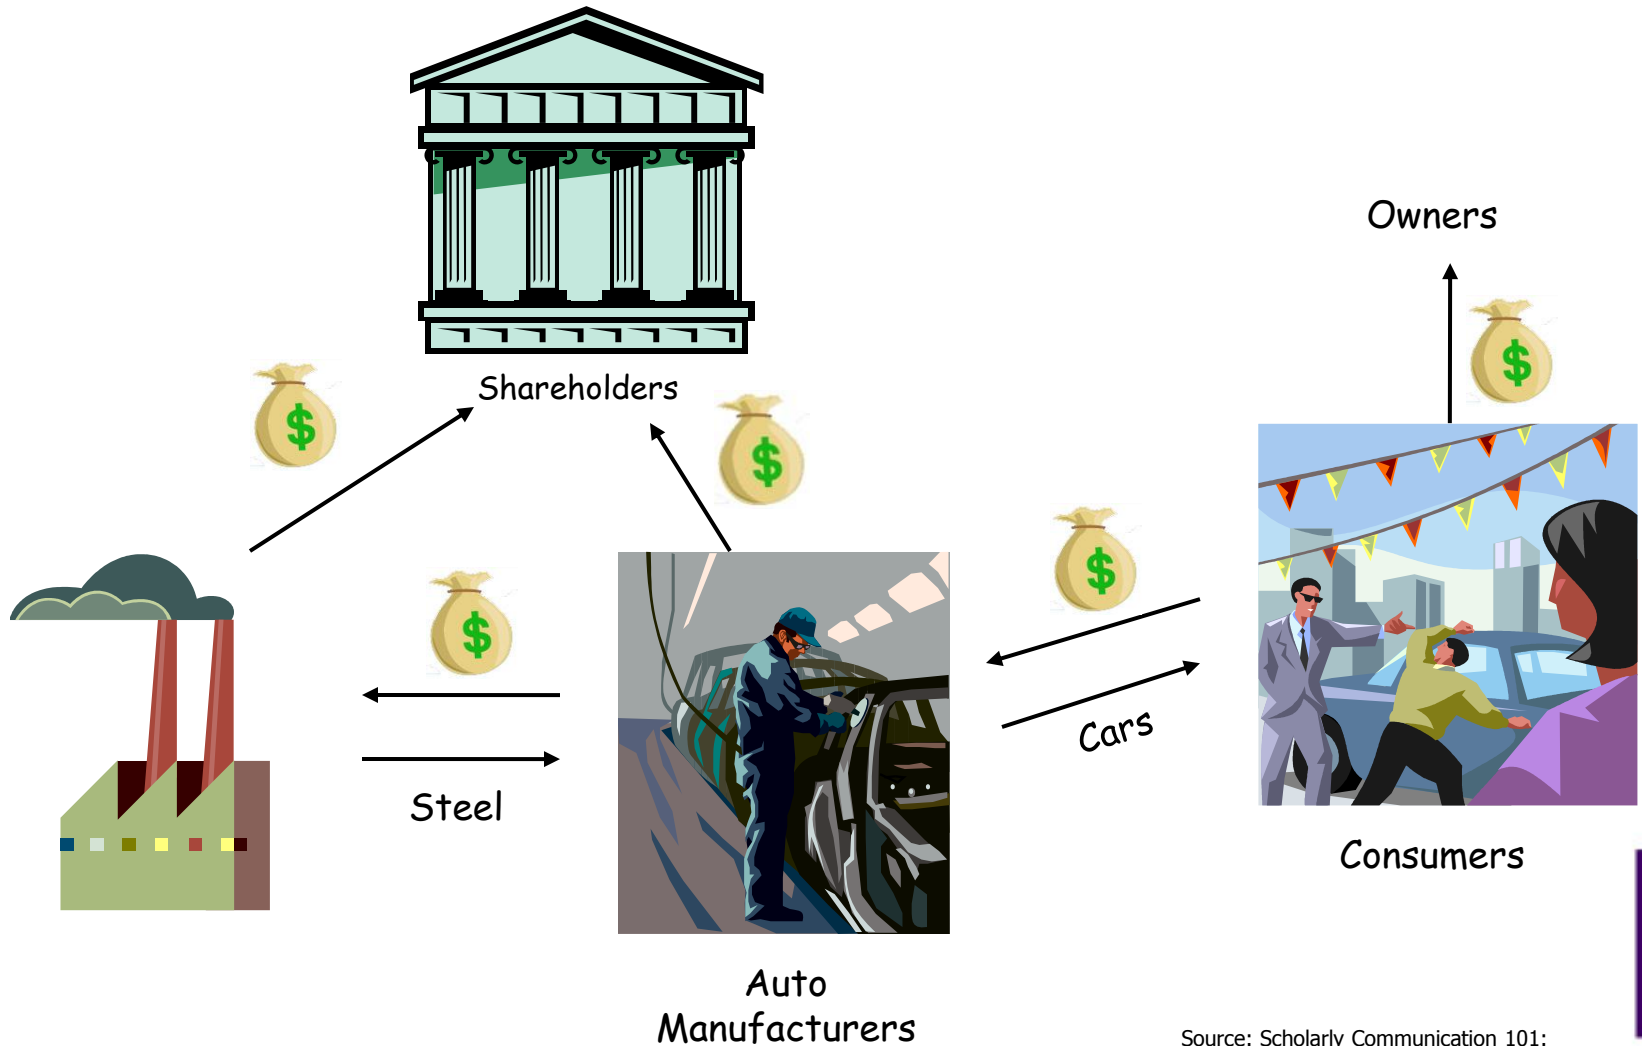 Owners
Shareholders
$
$
$
$
$
Cars
Steel
Consumers
Auto
Manufacturers
Source: Scholarly Communication 101: